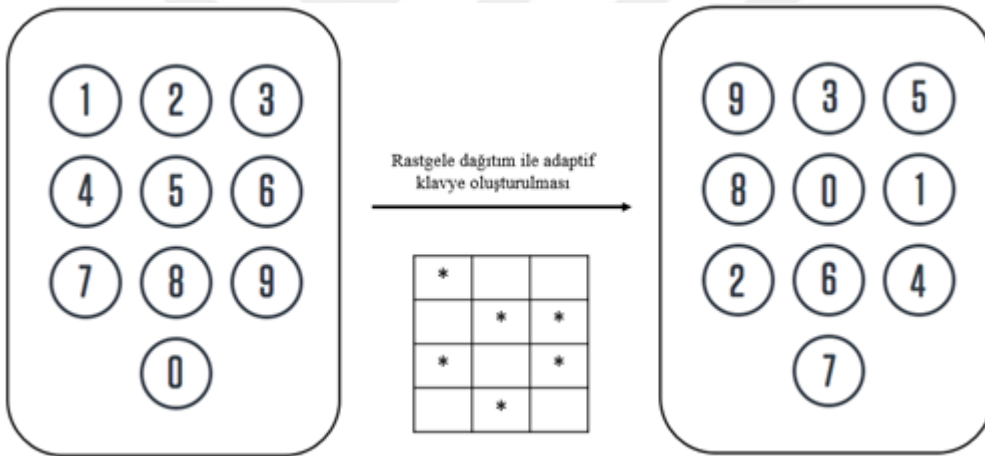 1 2 3
4 5 6
7 8 9
0
Rastgele dağıtım ile adaptif
klavye oluşturulması
*
* *
* *
*
9 3 5
8 0 1
2 6 4
7